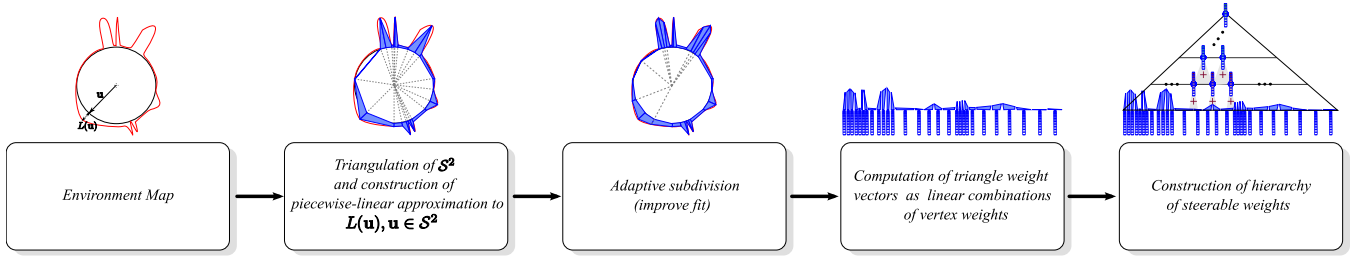 u
L(u)
Environment Map
Triangulation of 𝒮²
and construction of
piecewise-linear approximation to
L(u), u ∈ 𝒮²
Adaptive subdivision
(improve fit)
Computation of triangle weight
vectors as linear combinations
of vertex weights
Construction of hierarchy
of steerable weights